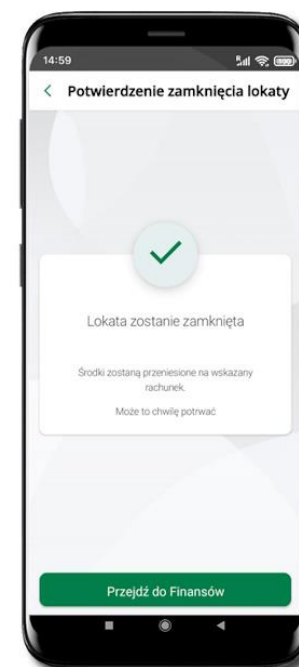 14:59
Potwierdzenie zamknięcia lokaty
Lokata zostanie zamknięta
Środki zostaną przeniesione na wskazany
rachunek.
Może to chwilę potrwać
Przejdź do Finansów